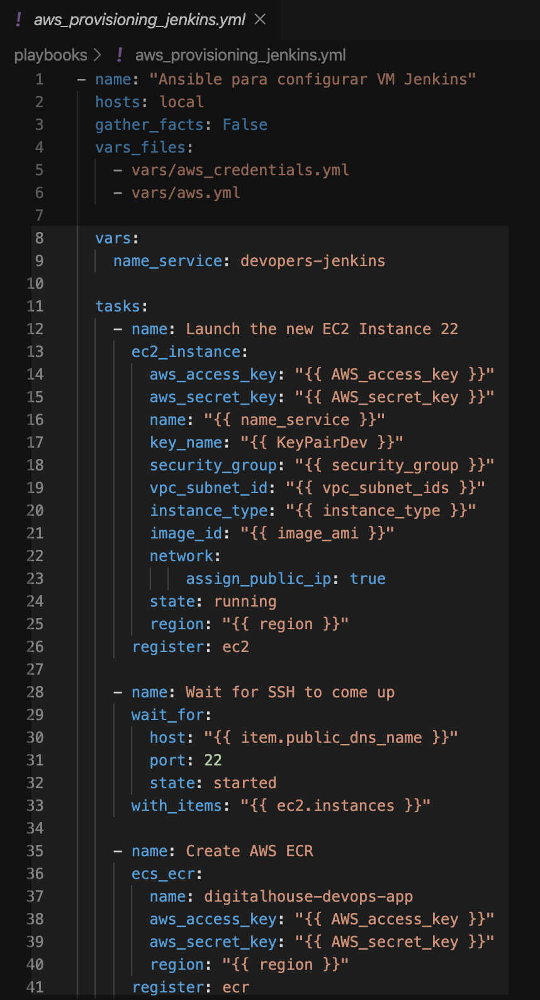 ! aws_provisioning_jenkins.yml ×
playbooks > ! aws_provisioning_jenkins.yml
1 - name: "Ansible para configurar VM Jenkins"
2 hosts: local
3 gather_facts: False
4 vars_files:
5 - vars/aws_credentials.yml
6 - vars/aws.yml
7
8 vars:
9 name_service: devopers-jenkins
10
11 tasks:
12 - name: Launch the new EC2 Instance 22
13 ec2_instance:
14 aws_access_key: "{{ AWS_access_key }}"
15 aws_secret_key: "{{ AWS_secret_key }}"
16 name: "{{ name_service }}"
17 key_name: "{{ KeyPairDev }}"
18 security_group: "{{ security_group }}"
19 vpc_subnet_id: "{{ vpc_subnet_ids }}"
20 instance_type: "{{ instance_type }}"
21 image_id: "{{ image_ami }}"
22 network:
23 assign_public_ip: true
24 state: running
25 region: "{{ region }}"
26 register: ec2
27
28 - name: Wait for SSH to come up
29 wait_for:
30 host: "{{ item.public_dns_name }}"
31 port: 22
32 state: started
33 with_items: "{{ ec2.instances }}"
34
35 - name: Create AWS ECR
36 ecs_ecr:
37 name: digitalhouse-devops-app
38 aws_access_key: "{{ AWS_access_key }}"
39 aws_secret_key: "{{ AWS_secret_key }}"
40 region: "{{ region }}"
41 register: ecr